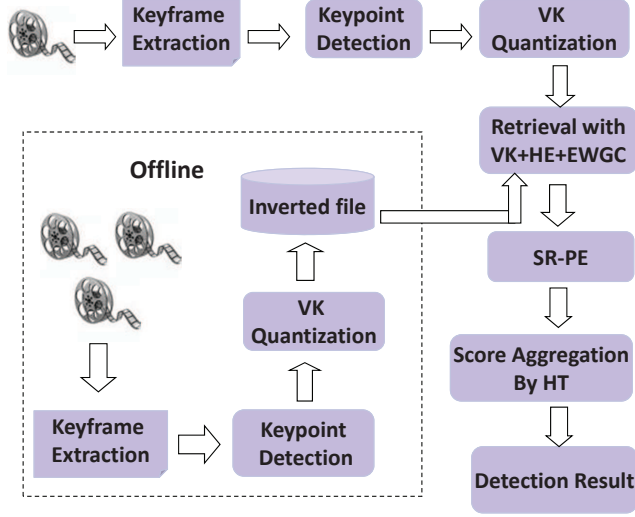 Keyframe
Extraction
Keypoint
Detection
VK
Quantization
Retrieval with
VK+HE+EWGC
Offline
Inverted file
SR-PE
VK
Quantization
Score Aggregation
By HT
Keyframe
Extraction
Keypoint
Detection
Detection Result